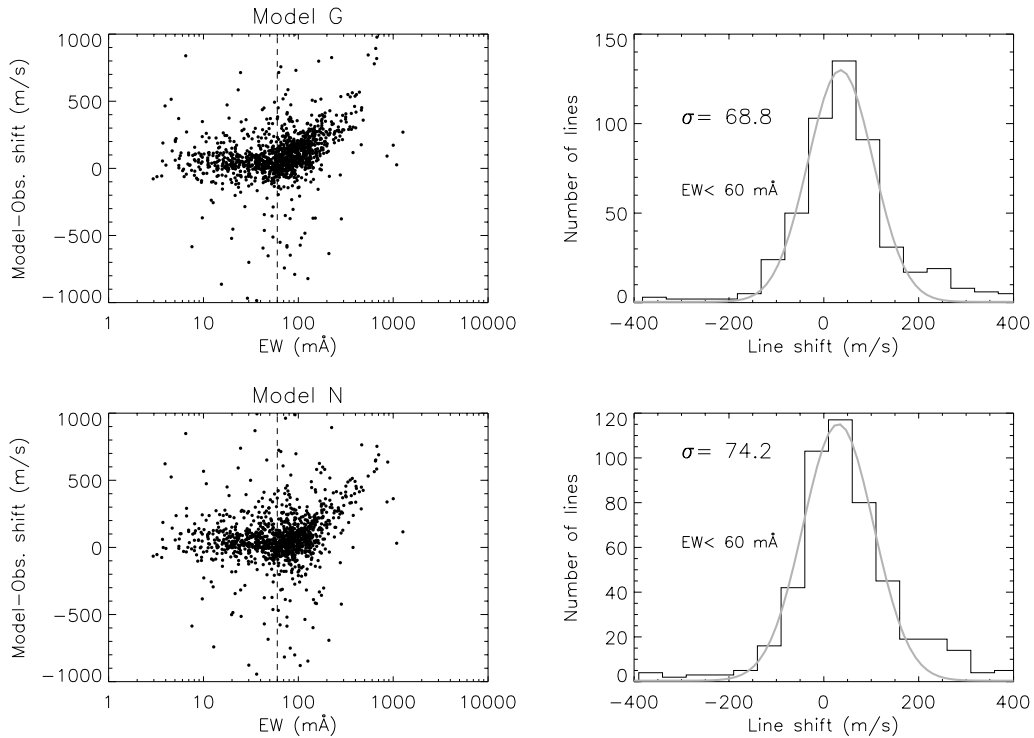 Model G
1000
500
0
−500
−1000
Model−Obs. shift (m/s)
1
10
100
1000
10000
EW (mÅ)
150
100
50
0
Number of lines
σ= 68.8
EW< 60 mÅ
−400
−200
0
200
400
Line shift (m/s)
Model N
1000
500
0
−500
−1000
Model−Obs. shift (m/s)
1
10
100
1000
10000
EW (mÅ)
120
100
80
60
40
20
0
Number of lines
σ= 74.2
EW< 60 mÅ
−400
−200
0
200
400
Line shift (m/s)